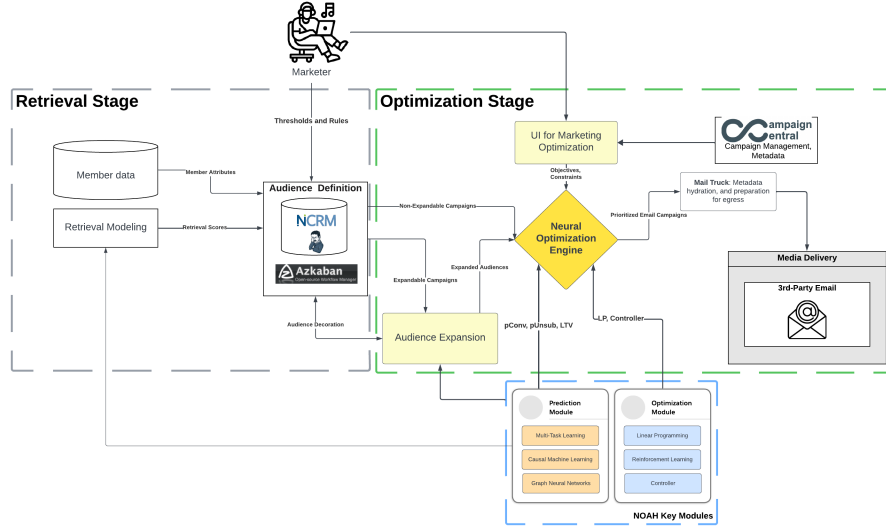 Marketer
Retrieval Stage
Optimization Stage
Thresholds and Rules
Member data
Member Attributes
Retrieval Modeling
Retrieval Scores
Audience Definition
NCRM
Azkaban
Open-source Workflow Manager
Audience Decoration
Non-Expandable Campaigns
Expandable Campaigns
Expanded Audiences
Audience Expansion
UI for Marketing
Optimization
Objectives,
Constraints
Neural
Optimization
Engine
Campaign
Central
Campaign Management,
Metadata
Mail Truck: Metadata
hydration, and preparation
for egress
Prioritized Email Campaigns
Media Delivery
3rd-Party Email
pConv, pUnsub, LTV
LP, Controller
Prediction
Module
Multi-Task Learning
Causal Machine Learning
Graph Neural Networks
Optimization
Module
Linear Programming
Reinforcement Learning
Controller
NOAH Key Modules